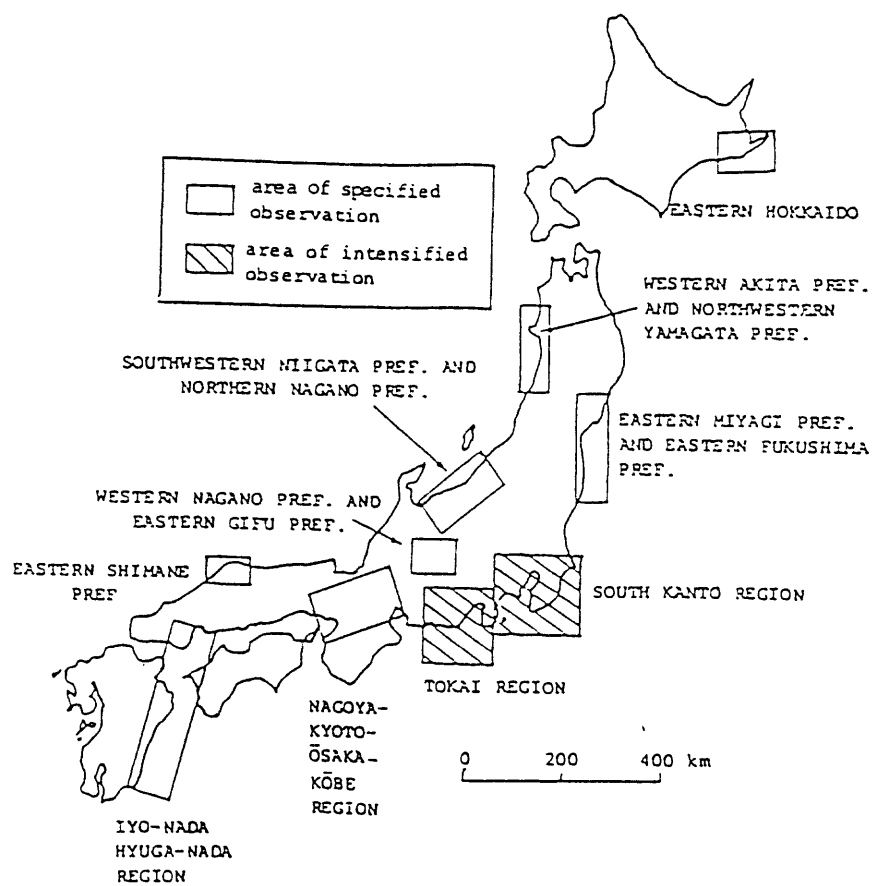 area of specified
observation
area of intensified
observation
EASTERN HOKKAIDO
WESTERN AKITA PREF.
AND NORTHWESTERN
YAMAGATA PREF.
SOUTHWESTERN NIIGATA PREF. AND
NORTHERN NAGANO PREF.
EASTERN MIYAGI PREF.
AND EASTERN FUKUSHIMA
PREF.
WESTERN NAGANO PREF. AND
EASTERN GIFU PREF.
EASTERN SHIMANE
PREF
SOUTH KANTO REGION
TOKAI REGION
NAGOYA-
KYOTO-
ŌSAKA-
KŌBE
REGION
0 200 400 km
IYO-NADA
HYUGA-NADA
REGION